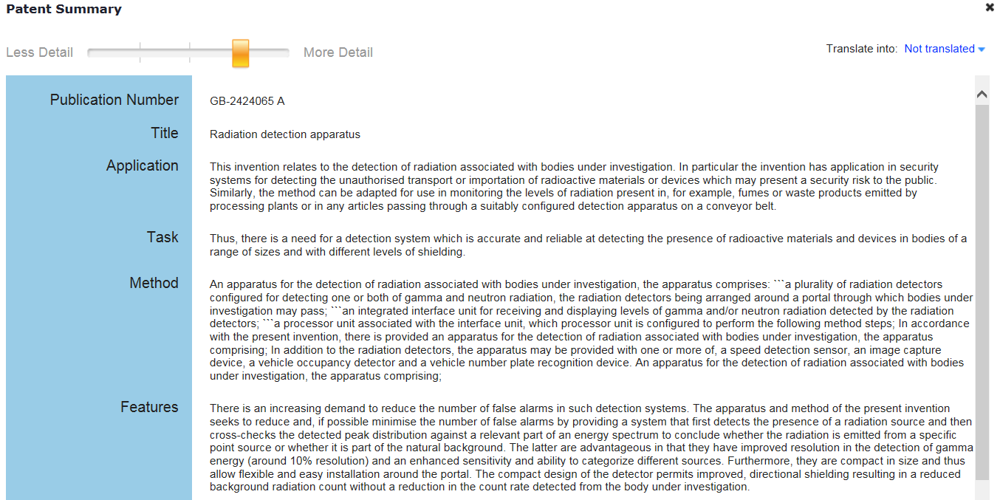 Patent Summary
Less Detail
More Detail
Translate into: Not translated
Publication Number
GB-2424065 A
Title
Radiation detection apparatus
Application
This invention relates to the detection of radiation associated with bodies under investigation. In particular the invention has application in security
systems for detecting the unauthorised transport or importation of radioactive materials or devices which may present a security risk to the public.
Similarly, the method can be adapted for use in monitoring the levels of radiation present in, for example, fumes or waste products emitted by
processing plants or in any articles passing through a suitably configured detection apparatus on a conveyor belt.
Task
Thus, there is a need for a detection system which is accurate and reliable at detecting the presence of radioactive materials and devices in bodies of a
range of sizes and with different levels of shielding.
Method
An apparatus for the detection of radiation associated with bodies under investigation, the apparatus comprises: ```a plurality of radiation detectors
configured for detecting one or both of gamma and neutron radiation, the radiation detectors being arranged around a portal through which bodies under
investigation may pass; ```an integrated interface unit for receiving and displaying levels of gamma and/or neutron radiation detected by the radiation
detectors; ```a processor unit associated with the interface unit, which processor unit is configured to perform the following method steps; In accordance
with the present invention, there is provided an apparatus for the detection of radiation associated with bodies under investigation, the apparatus
comprising; In addition to the radiation detectors, the apparatus may be provided with one or more of, a speed detection sensor, an image capture
device, a vehicle occupancy detector and a vehicle number plate recognition device. An apparatus for the detection of radiation associated with bodies
under investigation, the apparatus comprising;
Features
There is an increasing demand to reduce the number of false alarms in such detection systems. The apparatus and method of the present invention
seeks to reduce and, if possible minimise the number of false alarms by providing a system that first detects the presence of a radiation source and then
cross-checks the detected peak distribution against a relevant part of an energy spectrum to conclude whether the radiation is emitted from a specific
point source or whether it is part of the natural background. The latter are advantageous in that they have improved resolution in the detection of gamma
energy (around 10% resolution) and an enhanced sensitivity and ability to categorize different sources. Furthermore, they are compact in size and thus
allow flexible and easy installation around the portal. The compact design of the detector permits improved, directional shielding resulting in a reduced
background radiation count without a reduction in the count rate detected from the body under investigation.